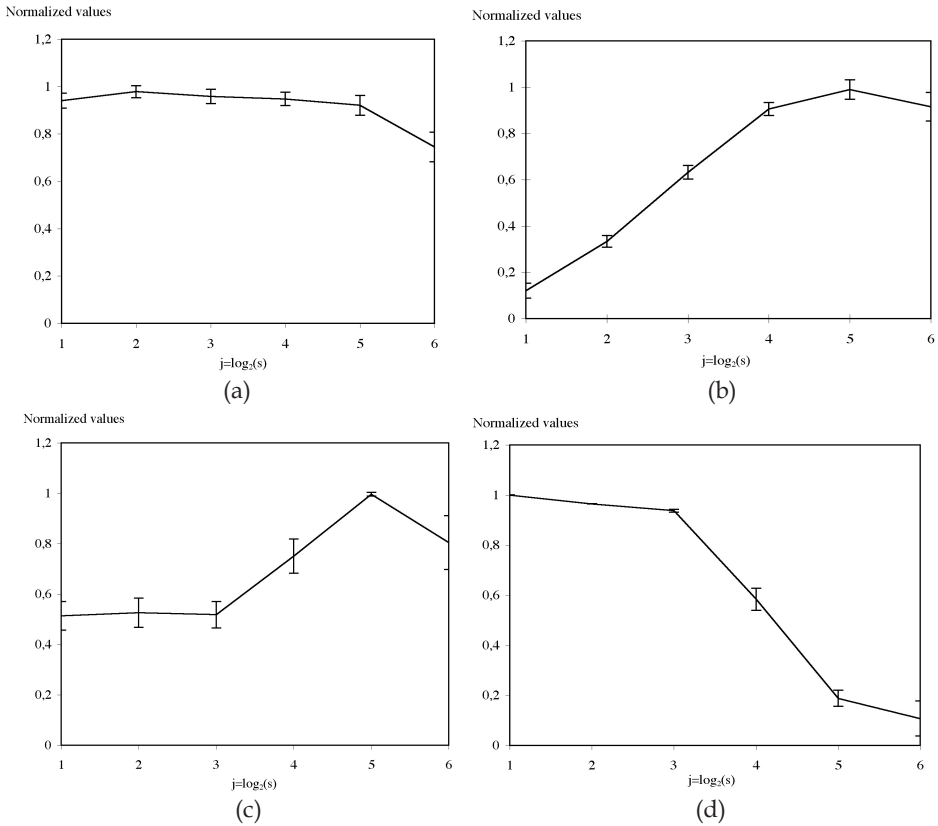 Normalized values
1,2
1
0,8
0,6
0,4
0,2
0
1 2 3 4 5 6
j=log₂(s)
(a)
Normalized values
1,2
1
0,8
0,6
0,4
0,2
0
1 2 3 4 5 6
j=log₂(s)
(b)
Normalized values
1,2
1
0,8
0,6
0,4
0,2
0
1 2 3 4 5 6
j=log₂(s)
(c)
Normalized values
1,2
1
0,8
0,6
0,4
0,2
0
1 2 3 4 5 6
j=log₂(s)
(d)